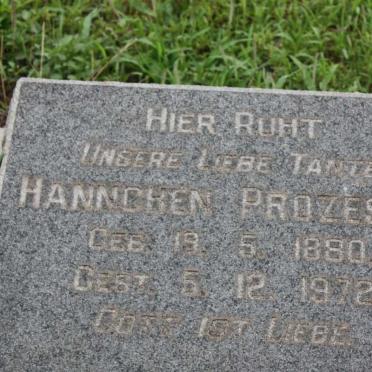 HIER RUHT
UNSERE LIEBE TANTE
HANNCHEN PROZES
GEB. 19. 5. 1880
GEST. 5. 12. 1972
GOTT IST LIEBE.